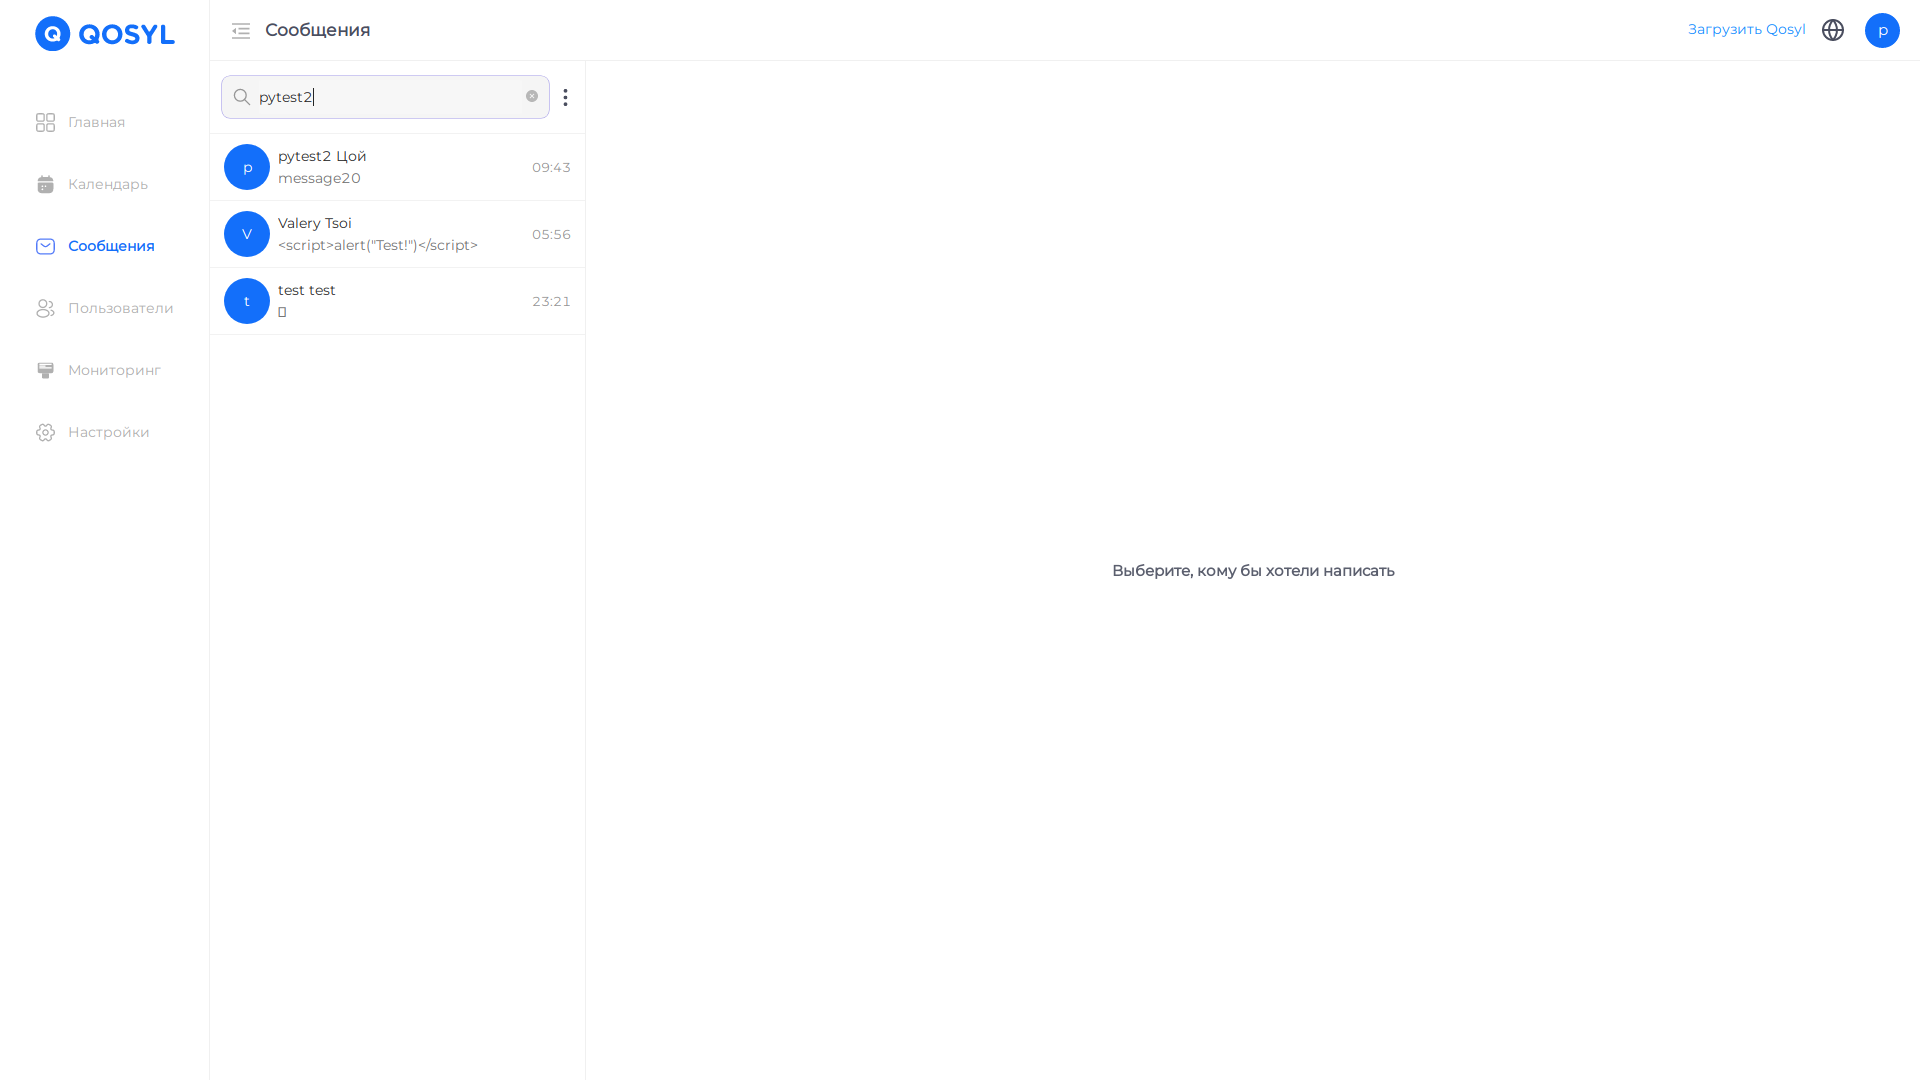 QOSYL
Сообщения
Загрузить Qosyl
p
pytest2
Главная
Календарь
Сообщения
Пользователи
Мониторинг
Настройки
p
pytest2 Цой
message20
09:43
V
Valery Tsoi
<script>alert("Test!")</script>
05:56
t
test test
23:21
Выберите, кому бы хотели написать